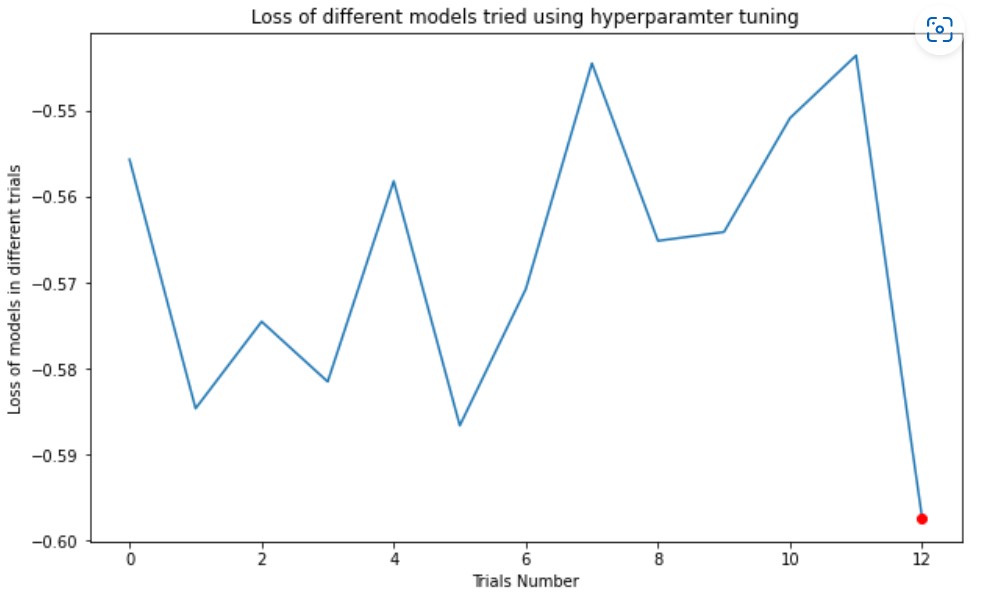 Loss of different models tried using hyperparamter tuning
Loss of models in different trials
−0.55
−0.56
−0.57
−0.58
−0.59
−0.60
0 2 4 6 8 10 12
Trials Number